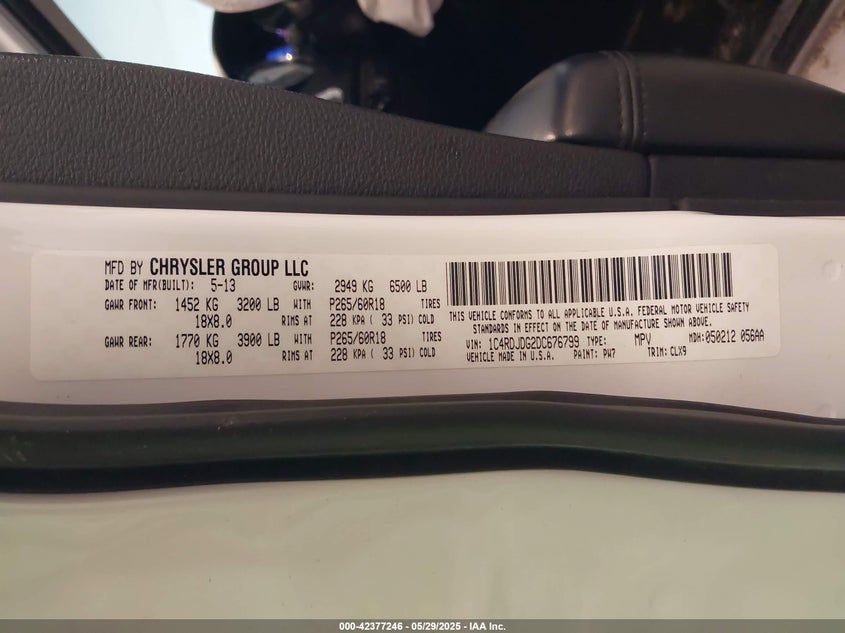 MFD BY CHRYSLER GROUP LLC
DATE OF MFR(BUILT): 5-13 GVWR: 2949 KG 6500 LB
GAWR FRONT: 1452 KG 3200 LB WITH P265/60R18 TIRES
18X8.0 RIMS AT 228 KPA ( 33 PSI) COLD
GAWR REAR: 1770 KG 3900 LB WITH P265/60R18 TIRES
18X8.0 RIMS AT 228 KPA ( 33 PSI) COLD
THIS VEHICLE CONFORMS TO ALL APPLICABLE U.S.A. FEDERAL MOTOR VEHICLE SAFETY
STANDARDS IN EFFECT ON THE DATE OF MANUFACTURE SHOWN ABOVE.
VIN: 1C4RDJDG2DC676799 TYPE: MPV MDH: 050212 056AA
VEHICLE MADE IN U.S.A. PAINT: PW7 TRIM: CLX9
000-42377246 - 05/29/2025 - IAA Inc.